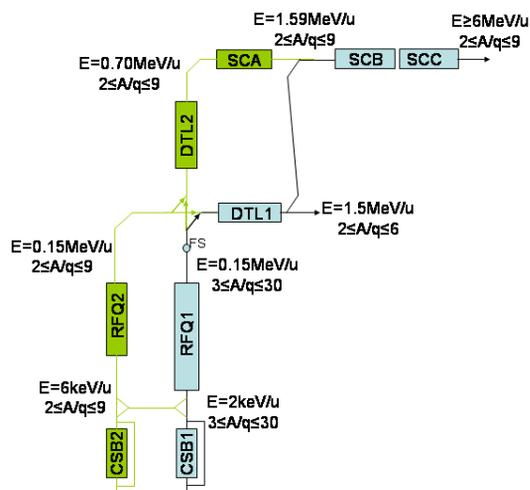 E=1.59MeV/u
2≤A/q≤9
E≥6MeV/u
2≤A/q≤9
E=0.70MeV/u
2≤A/q≤9
SCA
SCB
SCC
DTL2
DTL1
E=1.5MeV/u
2≤A/q≤6
FS
E=0.15MeV/u
2≤A/q≤9
E=0.15MeV/u
3≤A/q≤30
RFQ2
RFQ1
E=6keV/u
2≤A/q≤9
E=2keV/u
3≤A/q≤30
CSB2
CSB1